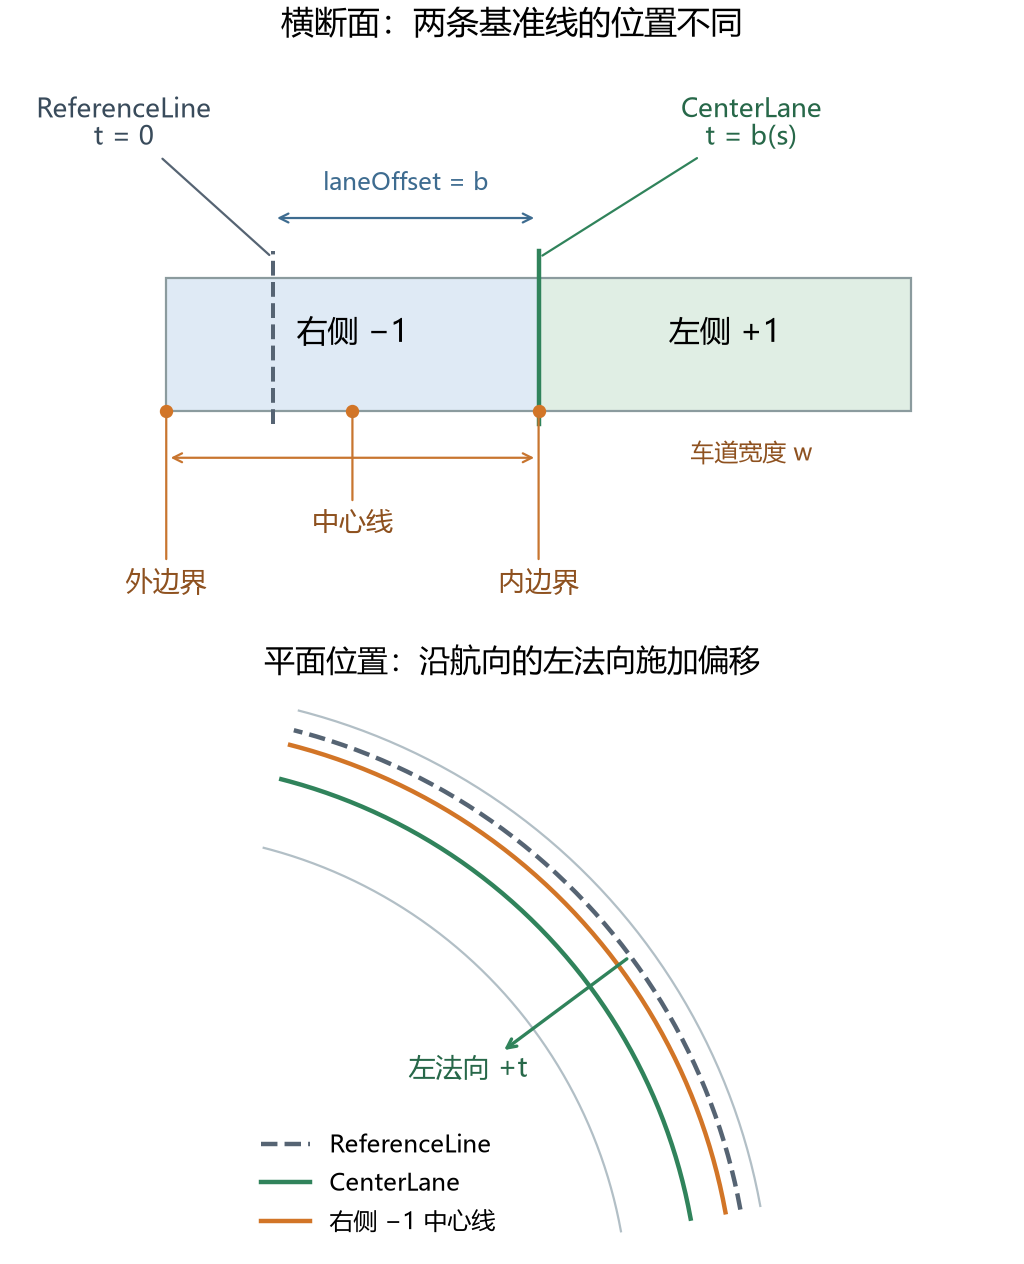 横断面：两条基准线的位置不同
ReferenceLine
t = 0
CenterLane
t = b(s)
laneOffset = b
右侧 −1
左侧 +1
车道宽度 w
中心线
外边界
内边界
平面位置：沿航向的左法向施加偏移
左法向 +t
ReferenceLine
CenterLane
右侧 −1 中心线